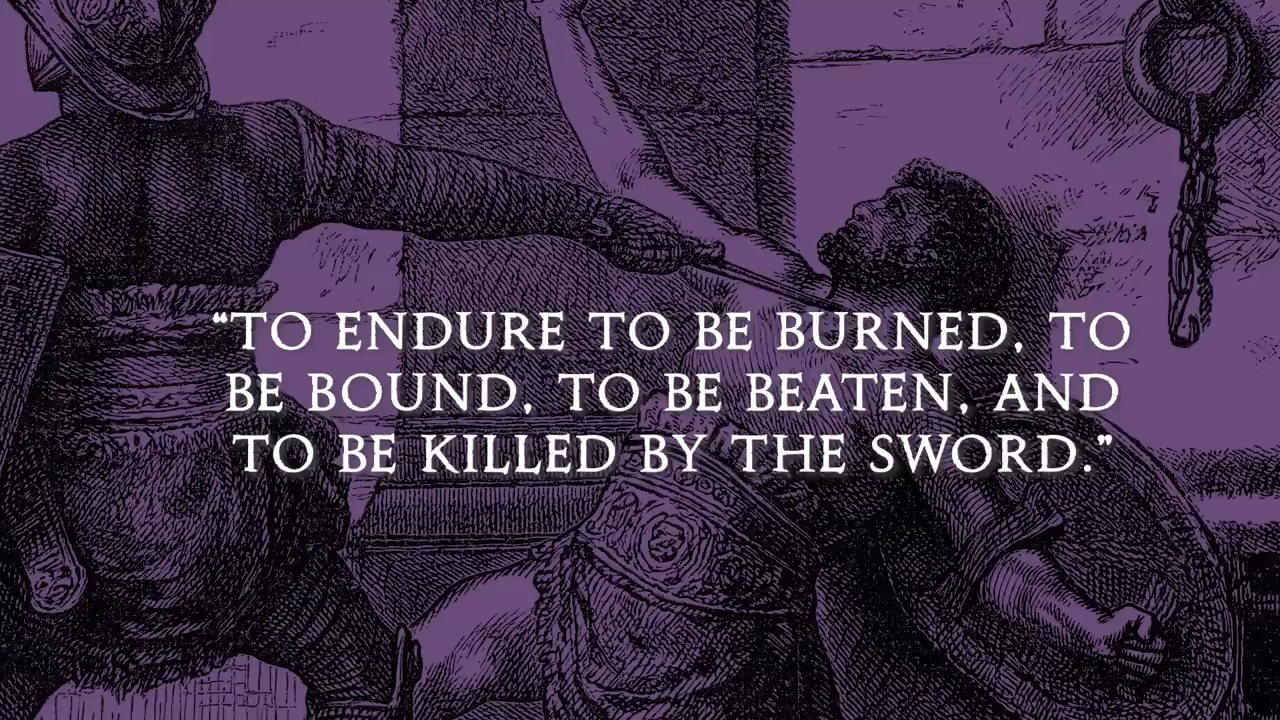 “TO ENDURE TO BE BURNED, TO
BE BOUND, TO BE BEATEN, AND
TO BE KILLED BY THE SWORD.”